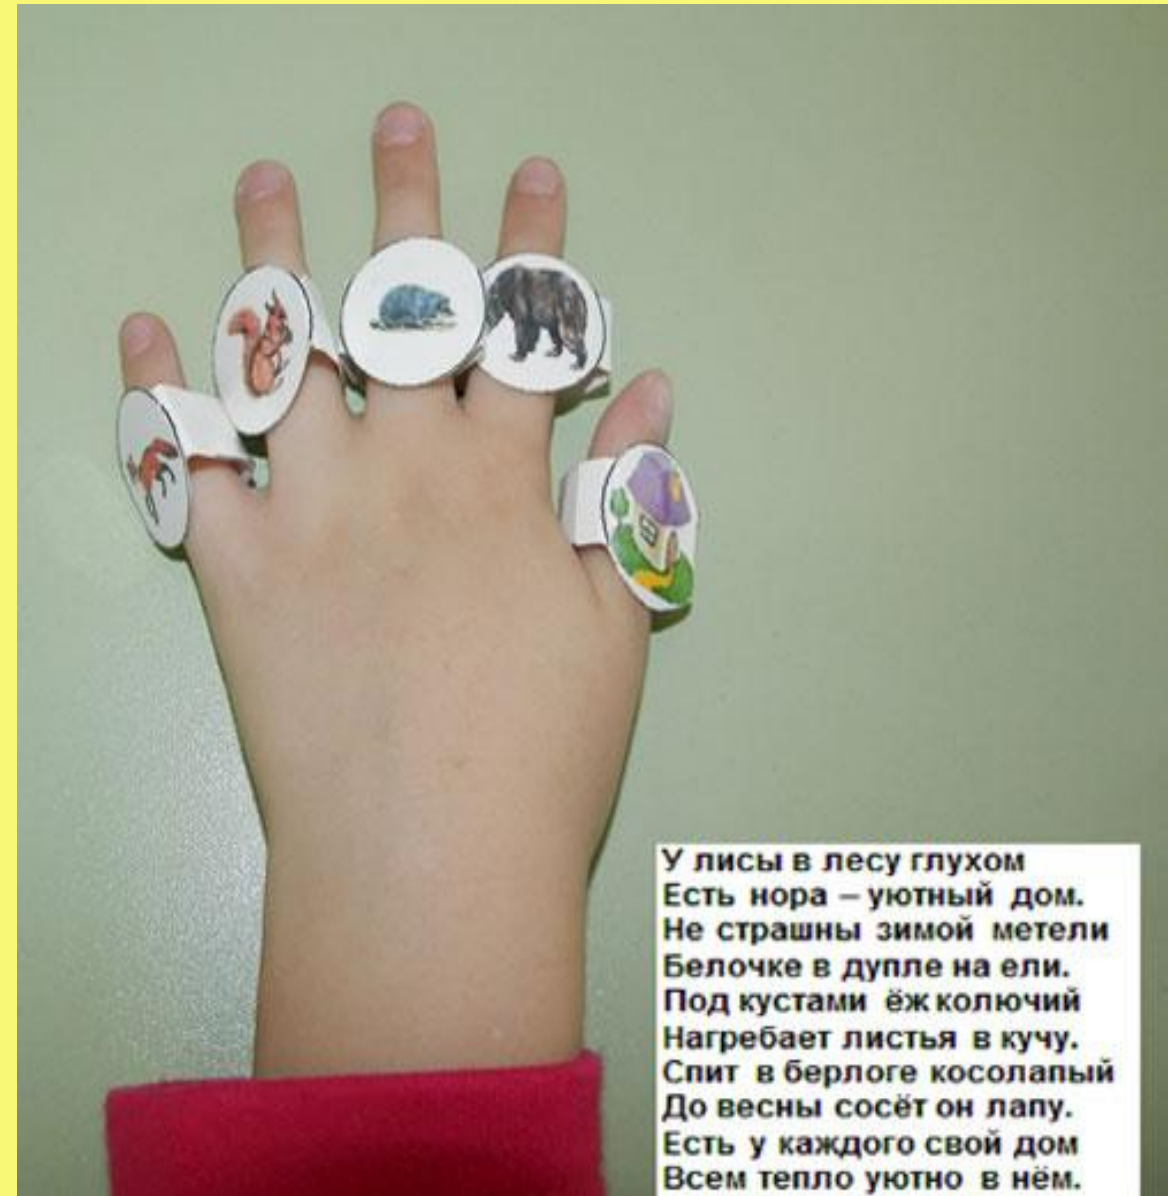 У лисы в лесу глухом
Есть нора – уютный дом.
Не страшны зимой метели
Белочке в дупле на ели.
Под кустами ёж колючий
Нагребает листья в кучу.
Спит в берлоге косолапый
До весны сосёт он лапу.
Есть у каждого свой дом
Всем тепло уютно в нём.